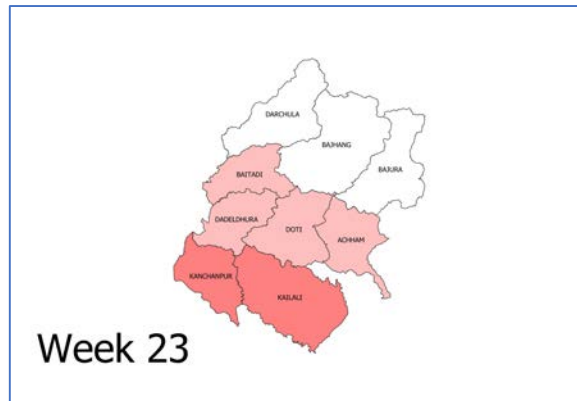 DARCHULA
BAJHANG
BAJURA
BAITADI
DADELDHURA
DOTI
ACHHAM
KANCHANPUR
KAILALI
Week 23